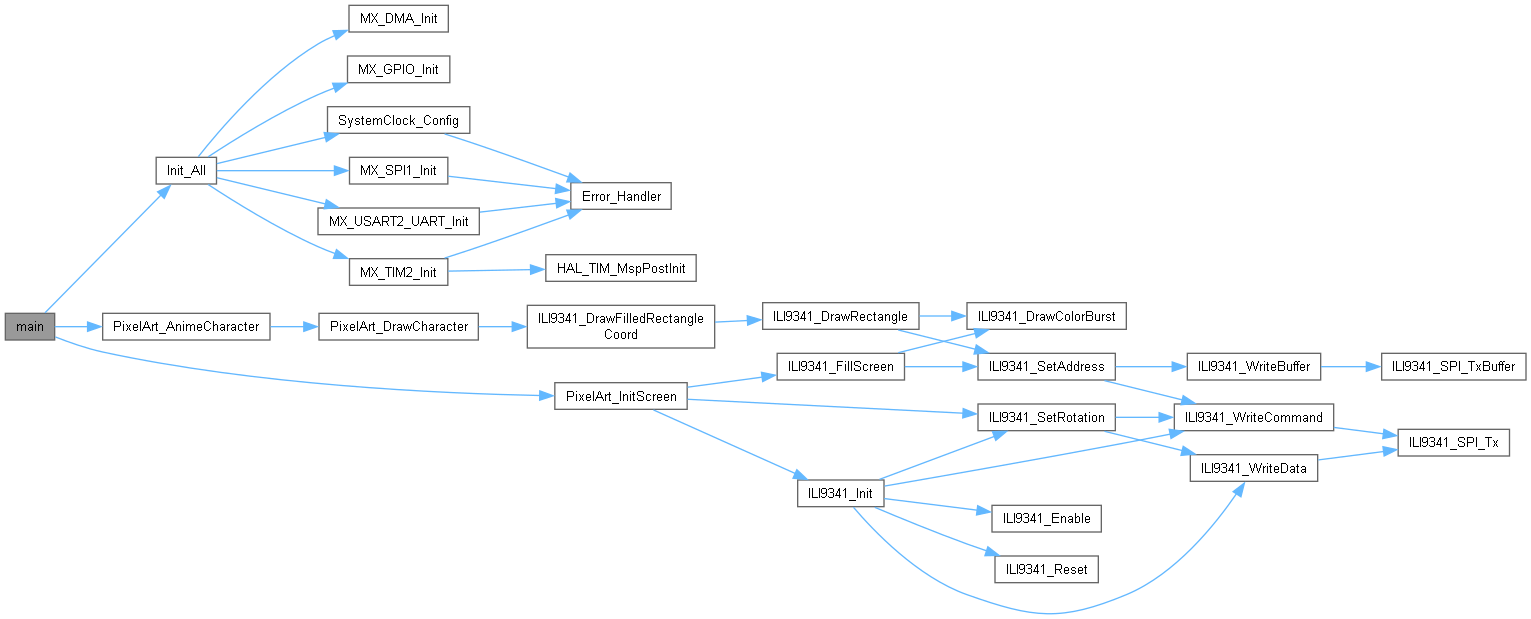 MX_DMA_Init
MX_GPIO_Init
SystemClock_Config
Init_All
MX_SPI1_Init
Error_Handler
MX_USART2_UART_Init
MX_TIM2_Init
HAL_TIM_MspPostInit
main
PixelArt_AnimeCharacter
PixelArt_DrawCharacter
ILI9341_DrawFilledRectangle
Coord
ILI9341_DrawRectangle
ILI9341_DrawColorBurst
ILI9341_FillScreen
ILI9341_SetAddress
ILI9341_WriteBuffer
ILI9341_SPI_TxBuffer
PixelArt_InitScreen
ILI9341_SetRotation
ILI9341_WriteCommand
ILI9341_SPI_Tx
ILI9341_WriteData
ILI9341_Init
ILI9341_Enable
ILI9341_Reset